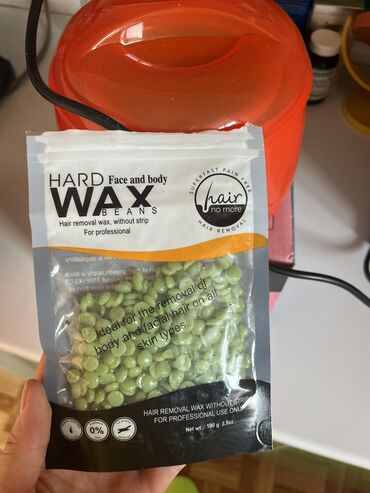 HARD Face and body
WAX
BEANS
Hair removal wax, without strip
For professional
SUPERFAST PAIN FREE
hair
no more
HAIR REMOVAL
Ideal for the removal of
body and facial hair on all
skin types.
0%
HAIR REMOVAL WAX WITHOUT STRIP
FOR PROFESSIONAL USE ONLY
Net wt: 100 g 3.5oz